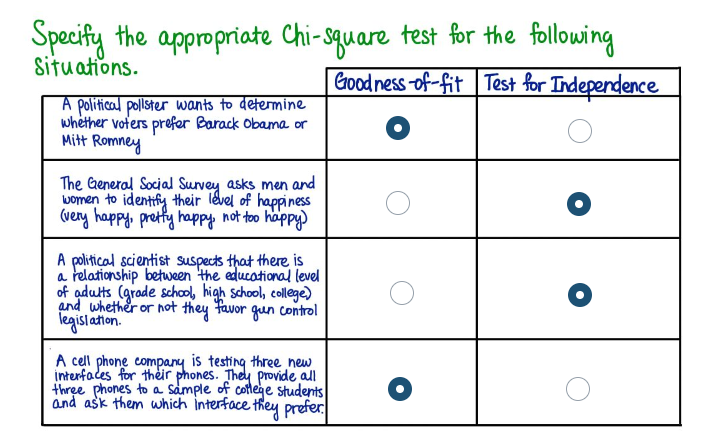 Specify the appropriate Chi-square test for the following
Situations.
Goodness-of-fit
Test for Independence
A political pollster wants to determine
whether voters prefer Barack Obama or
Mitt Romney
The General Social Survey asks men and
women to identify their level of happiness
(very happy, pretty happy, not too happy)
A political scientist suspects that there is
a relationship between the educational level
of adults (grade school, high school, college)
and whether or not they favor gun control
legislation.
A cell phone company is testing three new
interfaces for their phones. They provide all
three phones to a sample of college students
and ask them which interface they prefer.